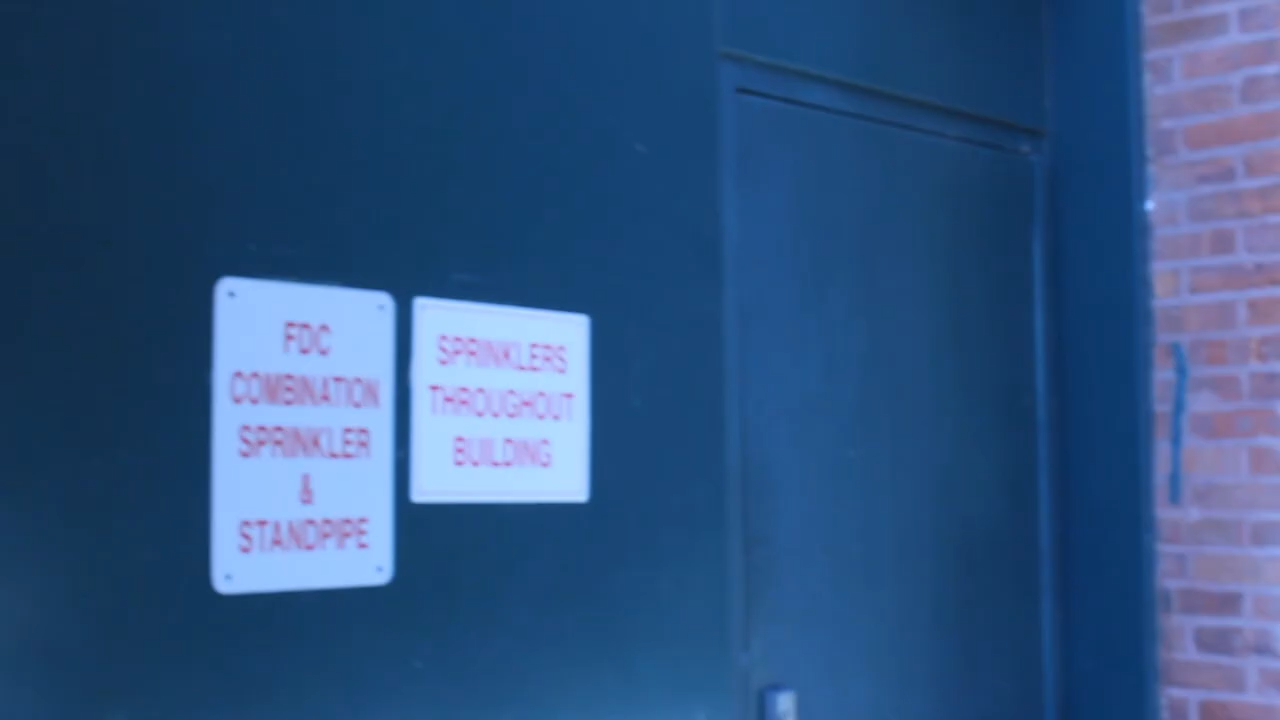 FDC
COMBINATION
SPRINKLER
&
STANDPIPE
SPRINKLERS
THROUGHOUT
BUILDING